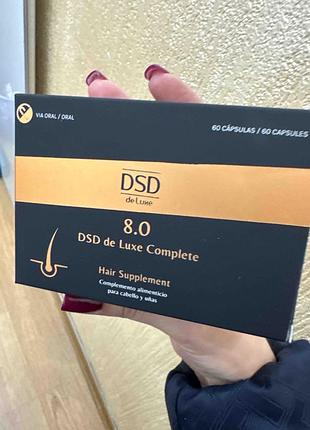 VIA ORAL / ORAL
60 CÁPSULAS / 60 CAPSULES
DSD
de Luxe
8.0
DSD de Luxe Complete
Hair Supplement
Complemento alimenticio
para cabello y uñas